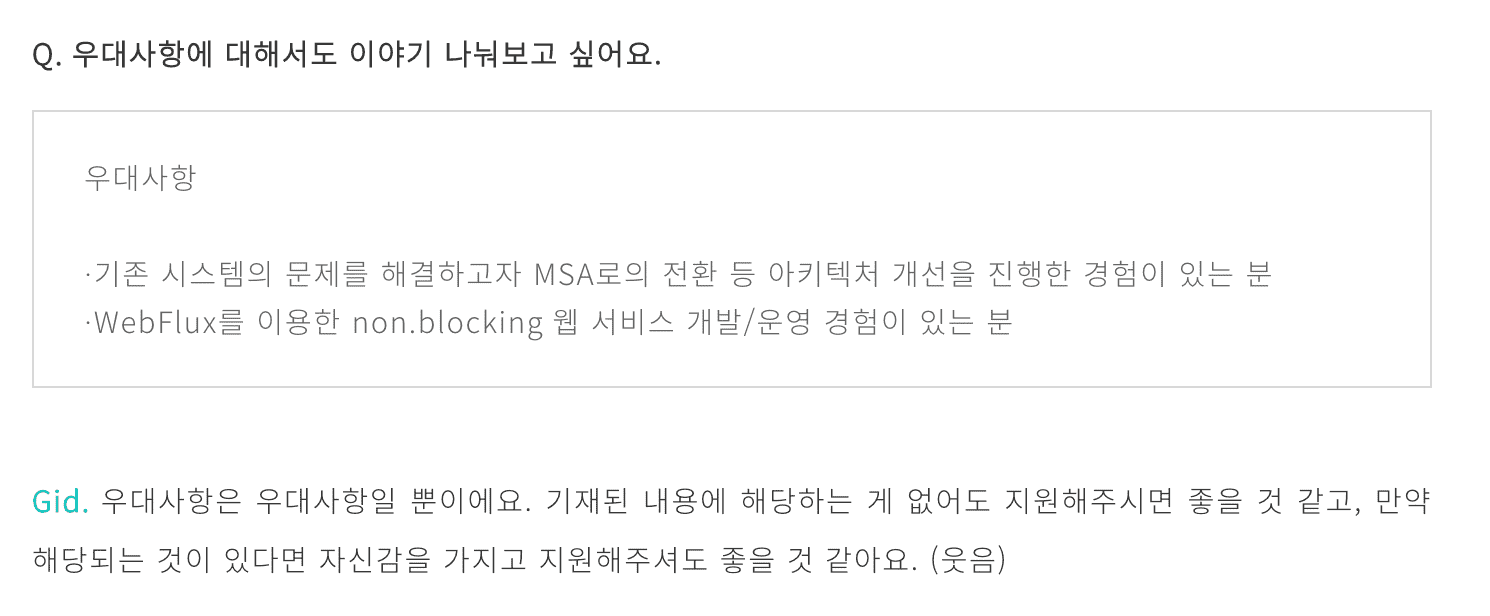 Q. 우대사항에 대해서도 이야기 나눠보고 싶어요.
우대사항
·기존 시스템의 문제를 해결하고자 MSA로의 전환 등 아키텍처 개선을 진행한 경험이 있는 분
·WebFlux를 이용한 non.blocking 웹 서비스 개발/운영 경험이 있는 분
Gid. 우대사항은 우대사항일 뿐이에요. 기재된 내용에 해당하는 게 없어도 지원해주시면 좋을 것 같고, 만약
해당되는 것이 있다면 자신감을 가지고 지원해주셔도 좋을 것 같아요. (웃음)